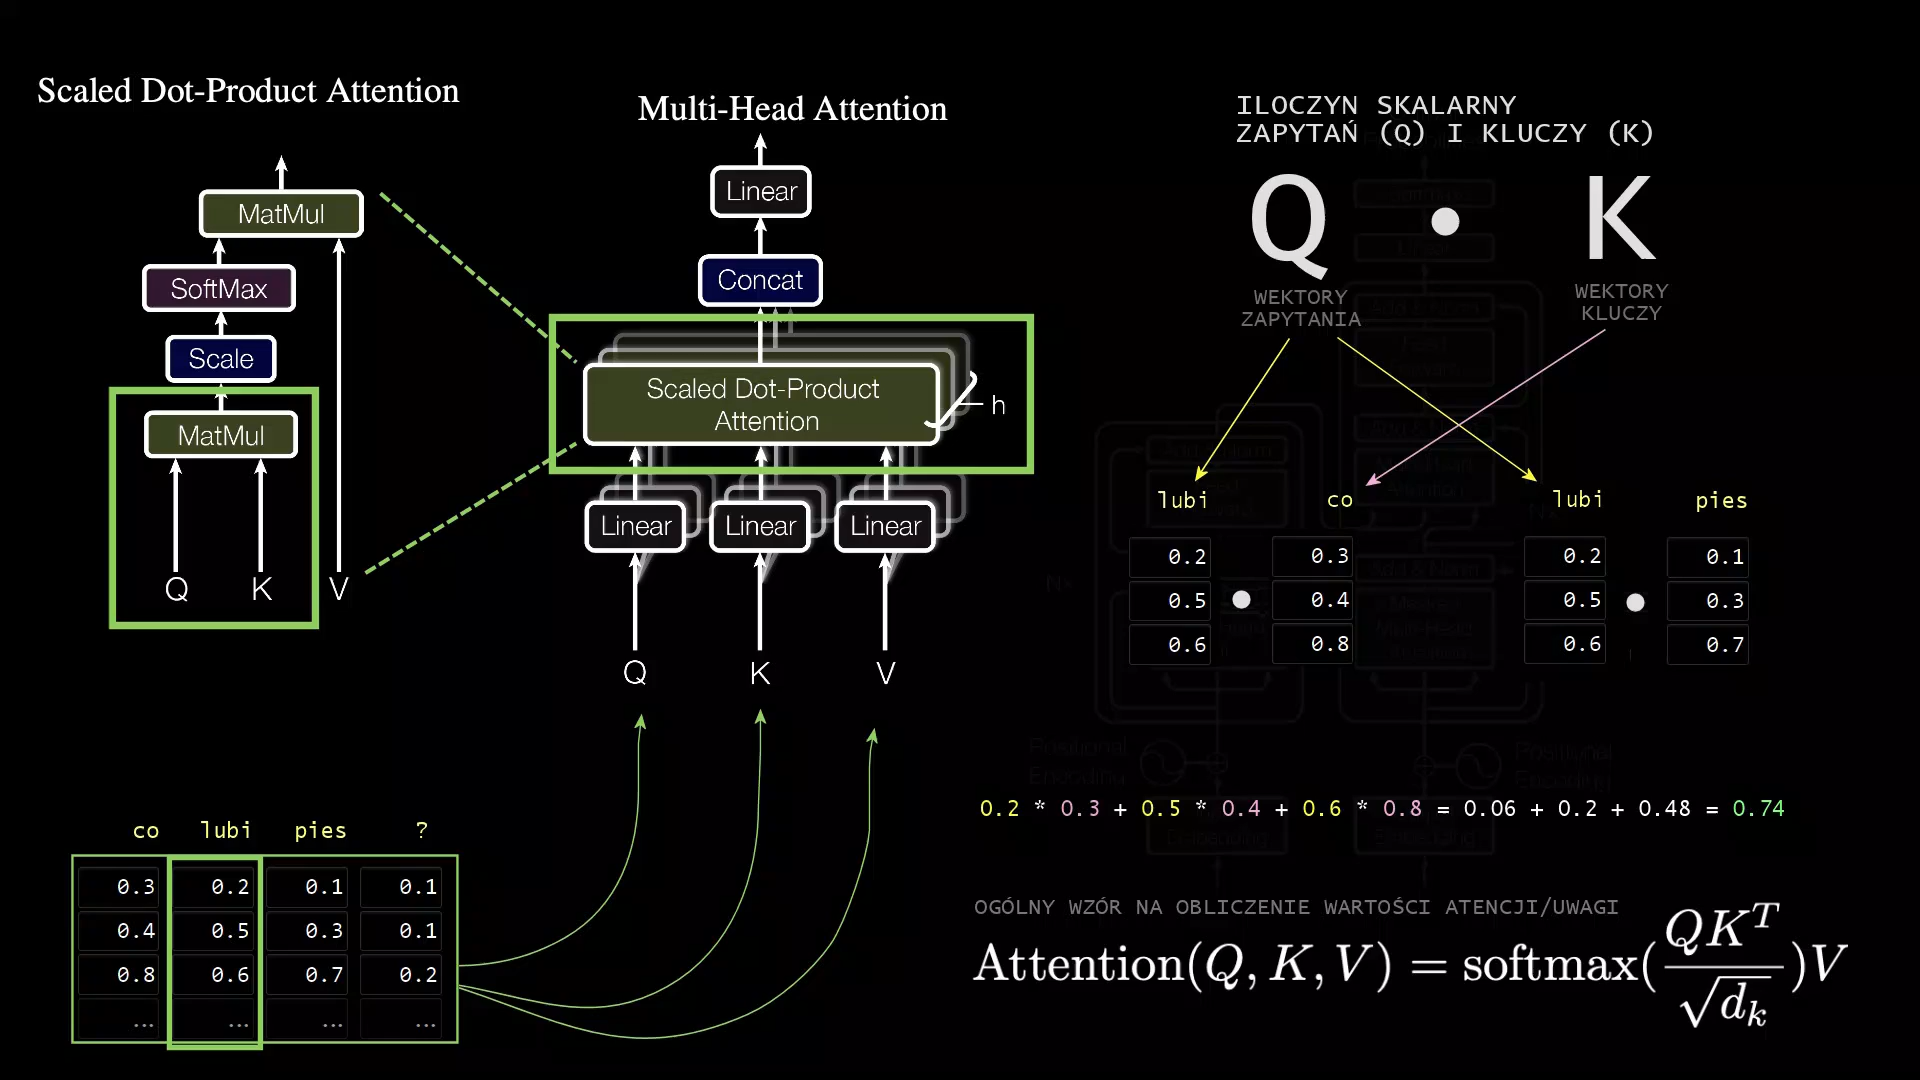 Scaled Dot-Product Attention
MatMul
SoftMax
Scale
MatMul
Q K V
Multi-Head Attention
Linear
Concat
Scaled Dot-Product
Attention
h
Linear Linear Linear
Q K V
co lubi pies ?
0.3 0.2 0.1 0.1
0.4 0.5 0.3 0.1
0.8 0.6 0.7 0.2
... ... ... ...
ILOCZYN SKALARNY
ZAPYTAŃ (Q) I KLUCZY (K)
Q • K
WEKTORY
ZAPYTANIA
WEKTORY
KLUCZY
lubi co lubi pies
0.2 0.3 0.2 0.1
0.5 • 0.4 0.5 • 0.3
0.6 0.8 0.6 0.7
Positional
Encoding
Positional
Encoding
Nx
0.2 * 0.3 + 0.5 * 0.4 + 0.6 * 0.8 = 0.06 + 0.2 + 0.48 = 0.74
OGÓLNY WZÓR NA OBLICZENIE WARTOŚCI ATENCJI/UWAGI
Attention(Q, K, V) = softmax(QK^T / √d_k)V